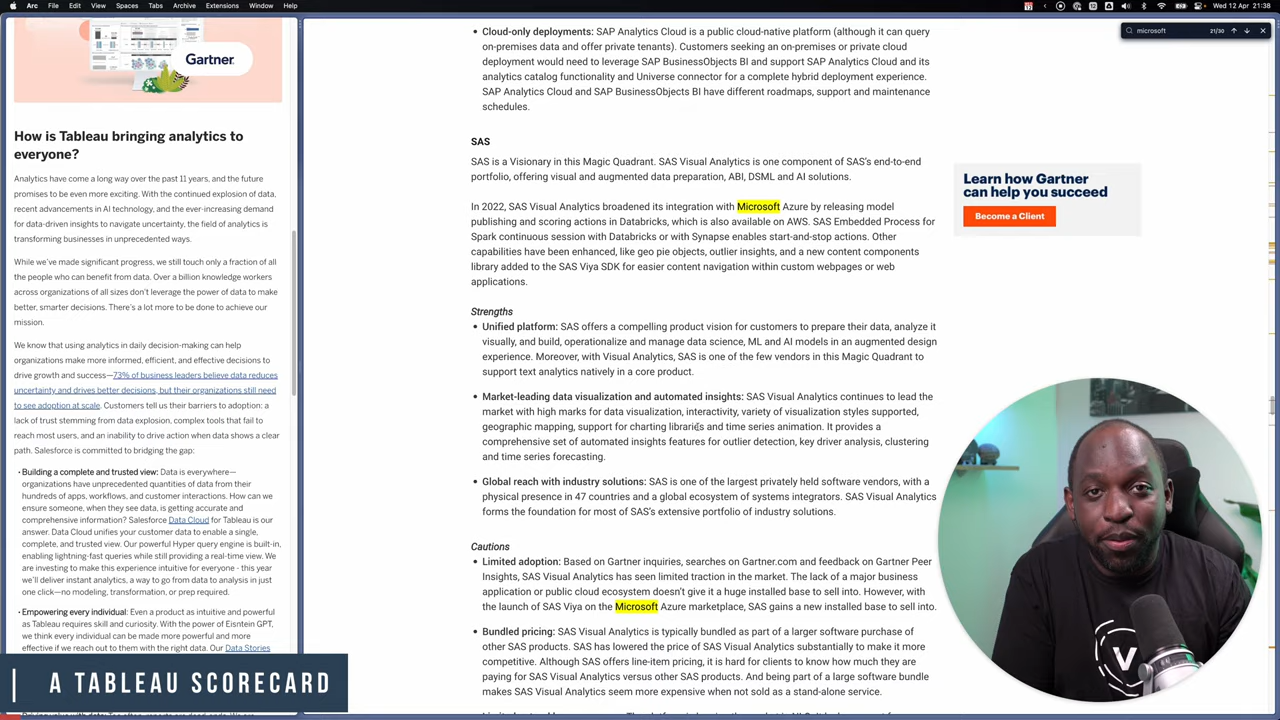 Arc File Edit View Spaces Tabs Archive Extensions Window Help
Wed 12 Apr 21:38
microsoft 21/30
Gartner
How is Tableau bringing analytics to
everyone?
Analytics have come a long way over the past 11 years, and the future
promises to be even more exciting. With the continued explosion of data,
recent advancements in AI technology, and the ever-increasing demand
for data-driven insights to navigate uncertainty, the field of analytics is
transforming businesses in unprecedented ways.
While we've made significant progress, we still touch only a fraction of all
the people who can benefit from data. Over a billion knowledge workers
across organizations of all sizes don't leverage the power of data to make
better, smarter decisions. There's a lot more to be done to achieve our
mission.
We know that using analytics in daily decision-making can help
organizations make more informed, efficient, and effective decisions to
drive growth and success—73% of business leaders believe data reduces
uncertainty and drives better decisions, but their organizations still need
to see adoption at scale. Customers tell us their barriers to adoption: a
lack of trust stemming from data explosion, complex tools that fail to
reach most users, and an inability to drive action when data shows a clear
path. Salesforce is committed to bridging the gap:
• Building a complete and trusted view: Data is everywhere—
organizations have unprecedented quantities of data from their
hundreds of apps, workflows, and customer interactions. How can we
ensure someone, when they see data, is getting accurate and
comprehensive information? Salesforce Data Cloud for Tableau is our
answer. Data Cloud unifies your customer data to enable a single,
complete, and trusted view. Our powerful Hyper query engine is built-in,
enabling lightning-fast queries while still providing a real-time view. We
are investing to make this experience intuitive for everyone - this year
we'll deliver instant analytics, a way to go from data to analysis in just
one click—no modeling, transformation, or prep required.
• Empowering every individual: Even a product as intuitive and powerful
as Tableau requires skill and curiosity. With the power of Eisntein GPT,
we think every individual can be made more powerful and more
effective if we reach out to them with the right data. Our Data Stories
A TABLEAU SCORECARD
• Cloud-only deployments: SAP Analytics Cloud is a public cloud-native platform (although it can query
on-premises data and offer private tenants). Customers seeking an on-premises or private cloud
deployment would need to leverage SAP BusinessObjects BI and support SAP Analytics Cloud and its
analytics catalog functionality and Universe connector for a complete hybrid deployment experience.
SAP Analytics Cloud and SAP BusinessObjects BI have different roadmaps, support and maintenance
schedules.
SAS
SAS is a Visionary in this Magic Quadrant. SAS Visual Analytics is one component of SAS's end-to-end
portfolio, offering visual and augmented data preparation, ABI, DSML and AI solutions.
In 2022, SAS Visual Analytics broadened its integration with Microsoft Azure by releasing model
publishing and scoring actions in Databricks, which is also available on AWS. SAS Embedded Process for
Spark continuous session with Databricks or with Synapse enables start-and-stop actions. Other
capabilities have been enhanced, like geo pie objects, outlier insights, and a new content components
library added to the SAS Viya SDK for easier content navigation within custom webpages or web
applications.
Strengths
• Unified platform: SAS offers a compelling product vision for customers to prepare their data, analyze it
visually, and build, operationalize and manage data science, ML and AI models in an augmented design
experience. Moreover, with Visual Analytics, SAS is one of the few vendors in this Magic Quadrant to
support text analytics natively in a core product.
• Market-leading data visualization and automated insights: SAS Visual Analytics continues to lead the
market with high marks for data visualization, interactivity, variety of visualization styles supported,
geographic mapping, support for charting libraries and time series animation. It provides a
comprehensive set of automated insights features for outlier detection, key driver analysis, clustering
and time series forecasting.
• Global reach with industry solutions: SAS is one of the largest privately held software vendors, with a
physical presence in 47 countries and a global ecosystem of systems integrators. SAS Visual Analytics
forms the foundation for most of SAS's extensive portfolio of industry solutions.
Cautions
• Limited adoption: Based on Gartner inquiries, searches on Gartner.com and feedback on Gartner Peer
Insights, SAS Visual Analytics has seen limited traction in the market. The lack of a major business
application or public cloud ecosystem doesn't give it a huge installed base to sell into. However, with
the launch of SAS Viya on the Microsoft Azure marketplace, SAS gains a new installed base to sell into.
• Bundled pricing: SAS Visual Analytics is typically bundled as part of a larger software purchase of
other SAS products. SAS has lowered the price of SAS Visual Analytics substantially to make it more
competitive. Although SAS offers line-item pricing, it is hard for clients to know how much they are
paying for SAS Visual Analytics versus other SAS products. And being part of a large software bundle
makes SAS Visual Analytics seem more expensive when not sold as a stand-alone service.
Learn how Gartner
can help you succeed
Become a Client